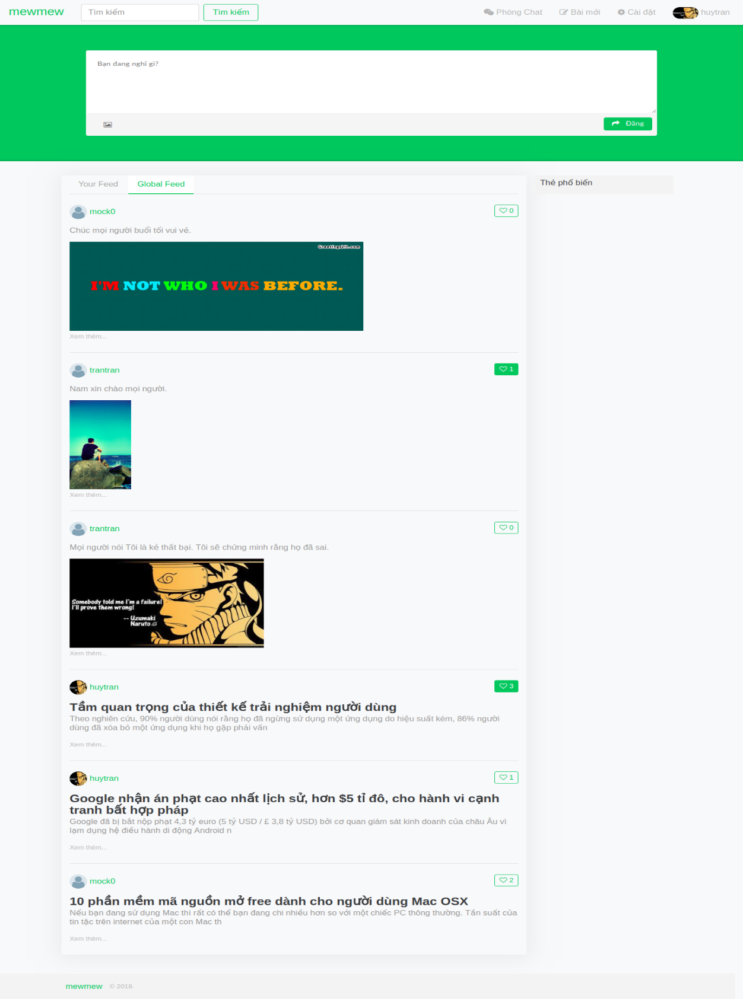 mewmew Tìm kiếm Tìm kiếm Phòng Chat Bài mới Cài đặt huytran
Bạn đang nghĩ gì?
Đăng
Your Feed Global Feed
Thẻ phổ biến
mock0 0
Chúc mọi người buổi tối vui vẻ.
Greetingskit.com
I'M NOT WHO I WAS BEFORE.
Xem thêm...
trantran 1
Nam xin chào mọi người.
Xem thêm...
trantran 0
Mọi người nói Tôi là kẻ thất bại. Tôi sẽ chứng minh rằng họ đã sai.
Somebody told me I'm a failure!
I'll prove them wrong!
-- Uzumaki
Naruto
Xem thêm...
huytran 3
Tầm quan trọng của thiết kế trải nghiệm người dùng
Theo nghiên cứu, 90% người dùng nói rằng họ đã ngừng sử dụng một ứng dụng do hiệu suất kém, 86% người
dùng đã xóa bỏ một ứng dụng khi họ gặp phải vấn
Xem thêm...
huytran 1
Google nhận án phạt cao nhất lịch sử, hơn $5 tỉ đô, cho hành vi cạnh
tranh bất hợp pháp
Google đã bị bắt nộp phạt 4,3 tỷ euro (5 tỷ USD / £ 3,8 tỷ USD) bởi cơ quan giám sát kinh doanh của châu Âu vì
lạm dụng hệ điều hành di động Android n
Xem thêm...
mock0 2
10 phần mềm mã nguồn mở free dành cho người dùng Mac OSX
Nếu bạn đang sử dụng Mac thì rất có thể bạn đang chi nhiều hơn so với một chiếc PC thông thường. Tần suất của
tin tặc trên internet của một con Mac th
Xem thêm...
mewmew © 2018.